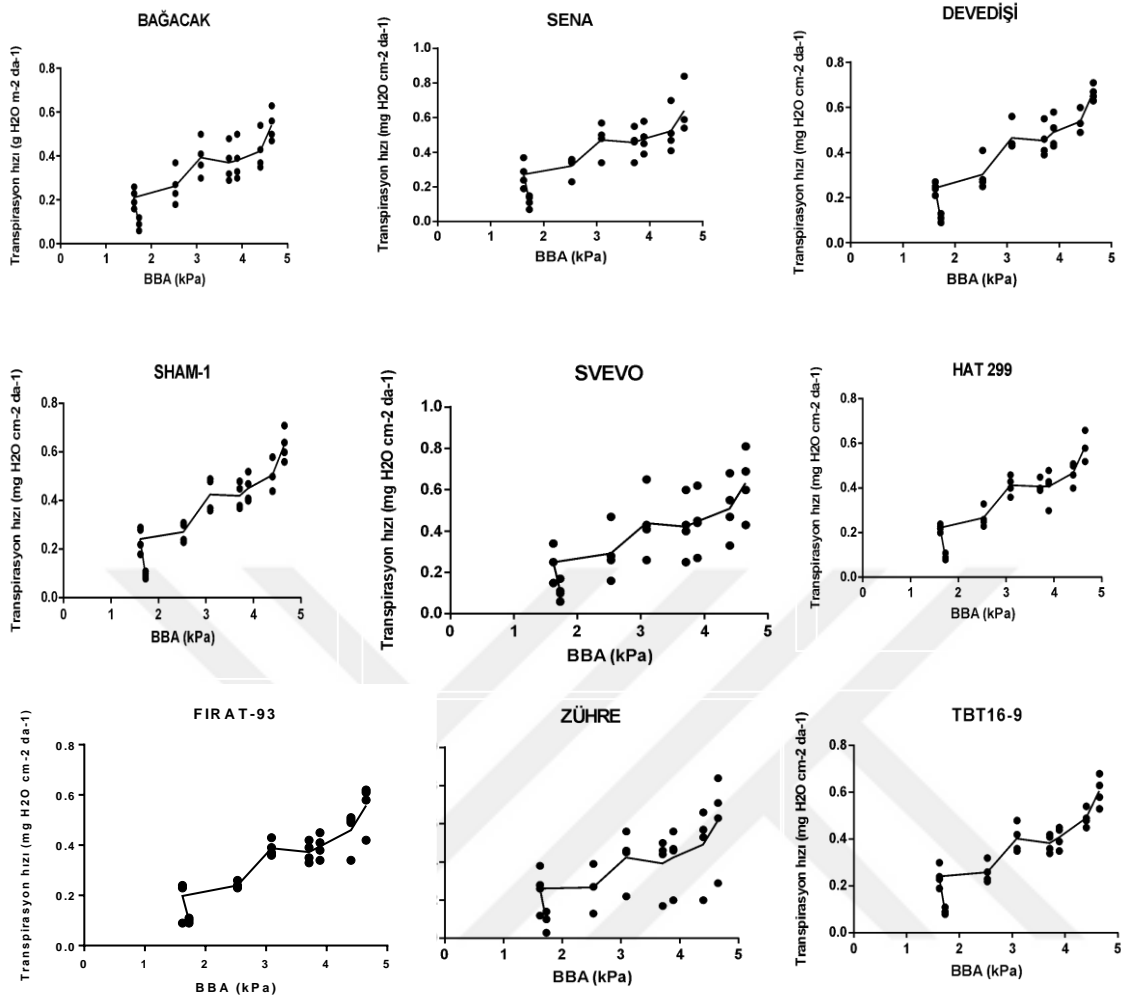 BAĞACAK
Transpirasyon hızı (g H2O m-2 da-1)
0.8
0.6
0.4
0.2
0.0
0 1 2 3 4 5
BBA (kPa)
SENA
Transpirasyon hızı (mg H2O cm-2 da-1)
1.0
0.8
0.6
0.4
0.2
0.0
0 1 2 3 4 5
BBA (kPa)
DEVEDİŞİ
Transpirasyon hızı (mg H2O cm-2 da-1)
0.8
0.6
0.4
0.2
0.0
0 1 2 3 4 5
BBA (kPa)
SHAM-1
Transpirasyon hızı (mg H2O cm-2 da-1)
0.8
0.6
0.4
0.2
0.0
0 1 2 3 4 5
BBA (kPa)
SVEVO
Transpirasyon hızı (mg H2O cm-2 da-1)
1.0
0.8
0.6
0.4
0.2
0.0
0 1 2 3 4 5
BBA (kPa)
HAT 299
Transpirasyon hızı (mg H2O cm-2 da-1)
0.8
0.6
0.4
0.2
0.0
0 1 2 3 4 5
BBA (kPa)
FIRAT-93
Transpirasyon hızı (mg H2O cm-2 da-1)
0.8
0.6
0.4
0.2
0.0
0 1 2 3 4 5
BBA (kPa)
ZÜHRE
0 1 2 3 4 5
BBA (kPa)
TBT16-9
Transpirasyon hızı (mg H2O cm-2 da-1)
0.8
0.6
0.4
0.2
0.0
0 1 2 3 4 5
BBA (kPa)